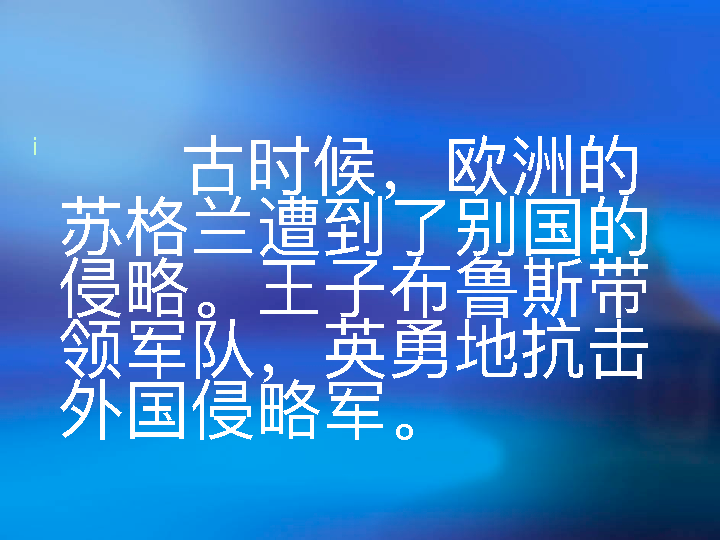 i 古时候，欧洲的
苏格兰遭到了别国的
侵略。王子布鲁斯带
领军队，英勇地抗击
外国侵略军。